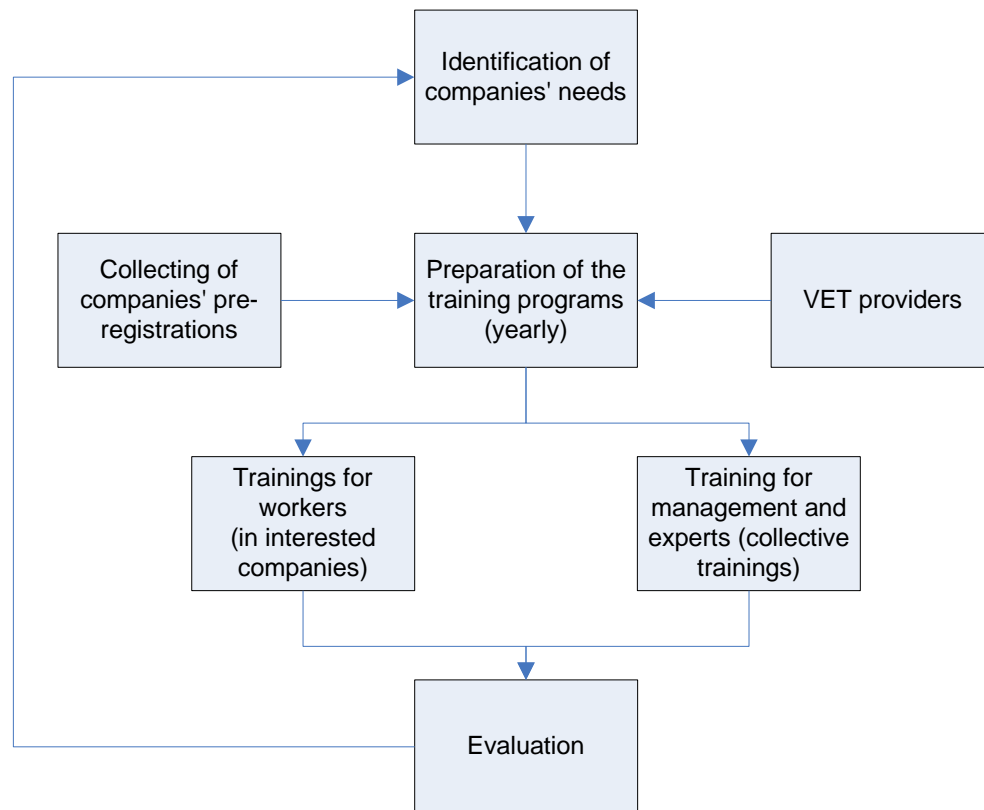 Identification of
companies' needs
Collecting of
companies' pre-
registrations
Preparation of the
training programs
(yearly)
VET providers
Trainings for
workers
(in interested
companies)
Training for
management and
experts (collective
trainings)
Evaluation